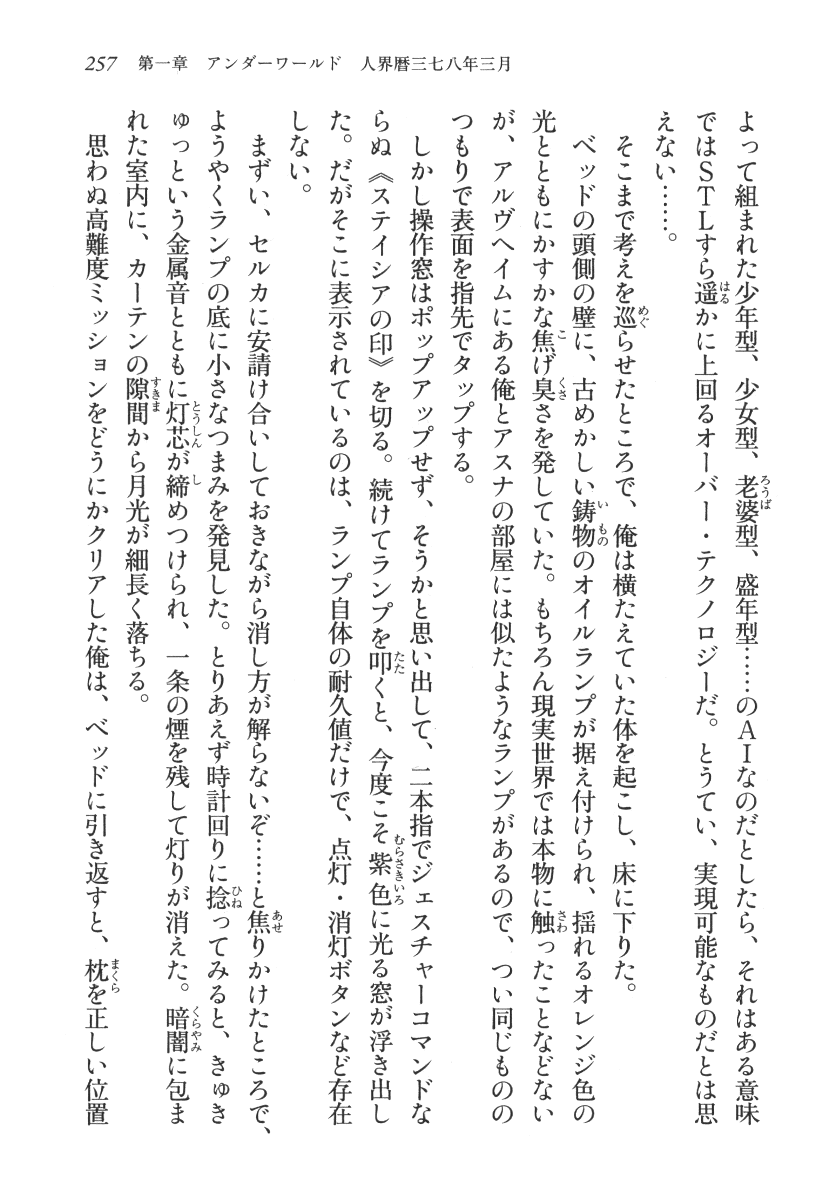 257　第一章　アンダーワールド　人界暦三七八年三月
よって組まれた少年型、少女型、老婆型、盛年型……のＡＩなのだとしたら、それはある意味
ではＳＴＬすら遥かに上回るオーバー・テクノロジーだ。とうてい、実現可能なものだとは思
えない……。
　そこまで考えを巡らせたところで、俺は横たえていた体を起こし、床に下りた。
　ベッドの頭側の壁に、古めかしい鋳物のオイルランプが据え付けられ、揺れるオレンジ色の
光とともにかすかな焦げ臭さを発していた。もちろん現実世界では本物に触ったことなどない
が、アルヴヘイムにある俺とアスナの部屋には似たようなランプがあるので、つい同じものの
つもりで表面を指先でタップする。
　しかし操作窓はポップアップせず、そうかと思い出して、二本指でジェスチャーコマンドな
らぬ《ステイシアの印》を切る。続けてランプを叩くと、今度こそ紫色に光る窓が浮き出し
た。だがそこに表示されているのは、ランプ自体の耐久値だけで、点灯・消灯ボタンなど存在
しない。
　まずい、セルカに安請け合いしておきながら消し方が解らないぞ……と焦りかけたところで、
ようやくランプの底に小さなつまみを発見した。とりあえず時計回りに捻ってみると、きゅき
ゅっという金属音とともに灯芯が締めつけられ、一条の煙を残して灯りが消えた。暗闇に包ま
れた室内に、カーテンの隙間から月光が細長く落ちる。
　思わぬ高難度ミッションをどうにかクリアした俺は、ベッドに引き返すと、枕を正しい位置